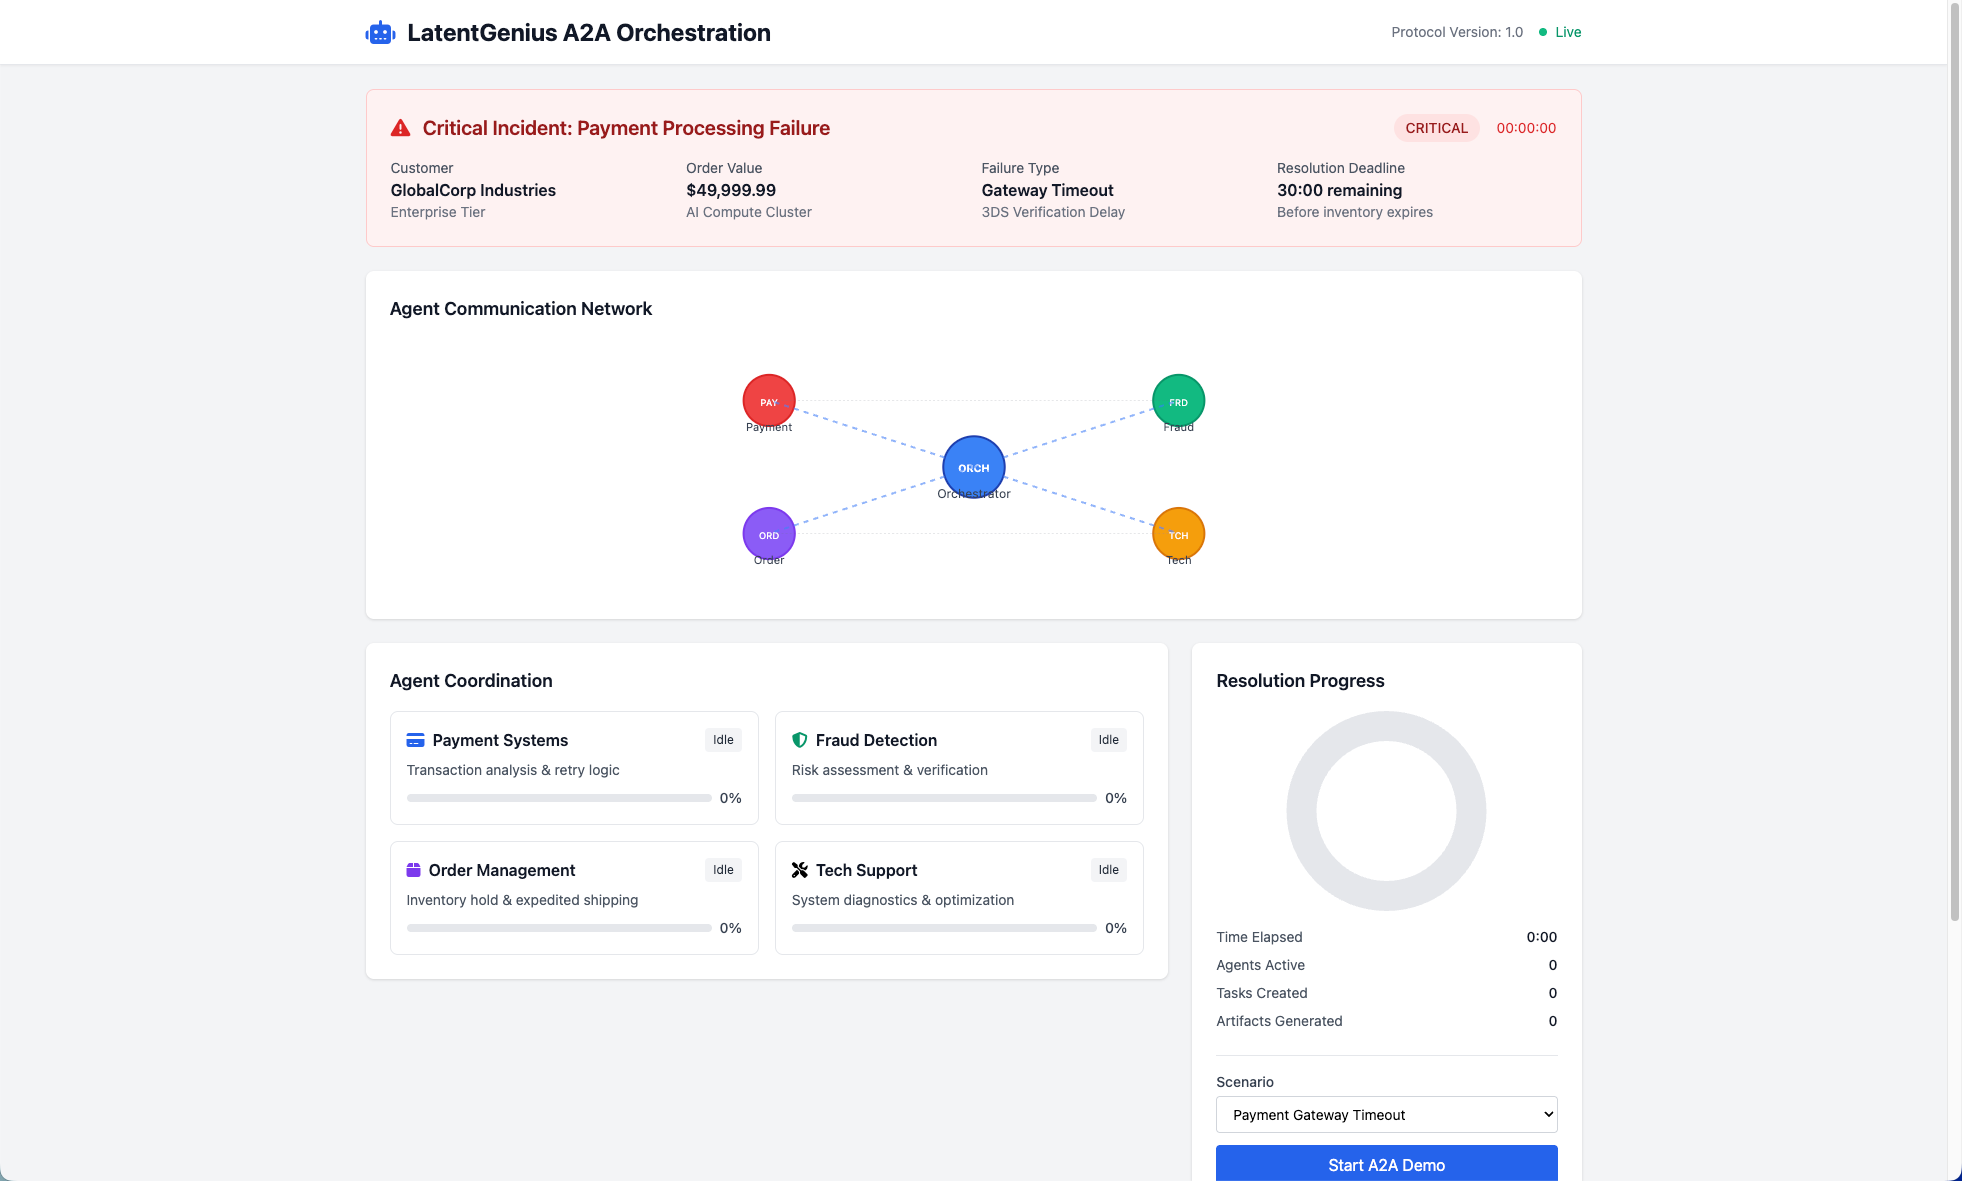 LatentGenius A2A Orchestration
Protocol Version: 1.0
Live
Critical Incident: Payment Processing Failure
CRITICAL
00:00:00
Customer
GlobalCorp Industries
Enterprise Tier
Order Value
$49,999.99
AI Compute Cluster
Failure Type
Gateway Timeout
3DS Verification Delay
Resolution Deadline
30:00 remaining
Before inventory expires
Agent Communication Network
PAY
Payment
FRD
Fraud
ORCH
Orchestrator
ORD
Order
TCH
Tech
Agent Coordination
Payment Systems
Idle
Transaction analysis & retry logic
0%
Fraud Detection
Idle
Risk assessment & verification
0%
Order Management
Idle
Inventory hold & expedited shipping
0%
Tech Support
Idle
System diagnostics & optimization
0%
Resolution Progress
Time Elapsed 0:00
Agents Active 0
Tasks Created 0
Artifacts Generated 0
Scenario
Payment Gateway Timeout
Start A2A Demo